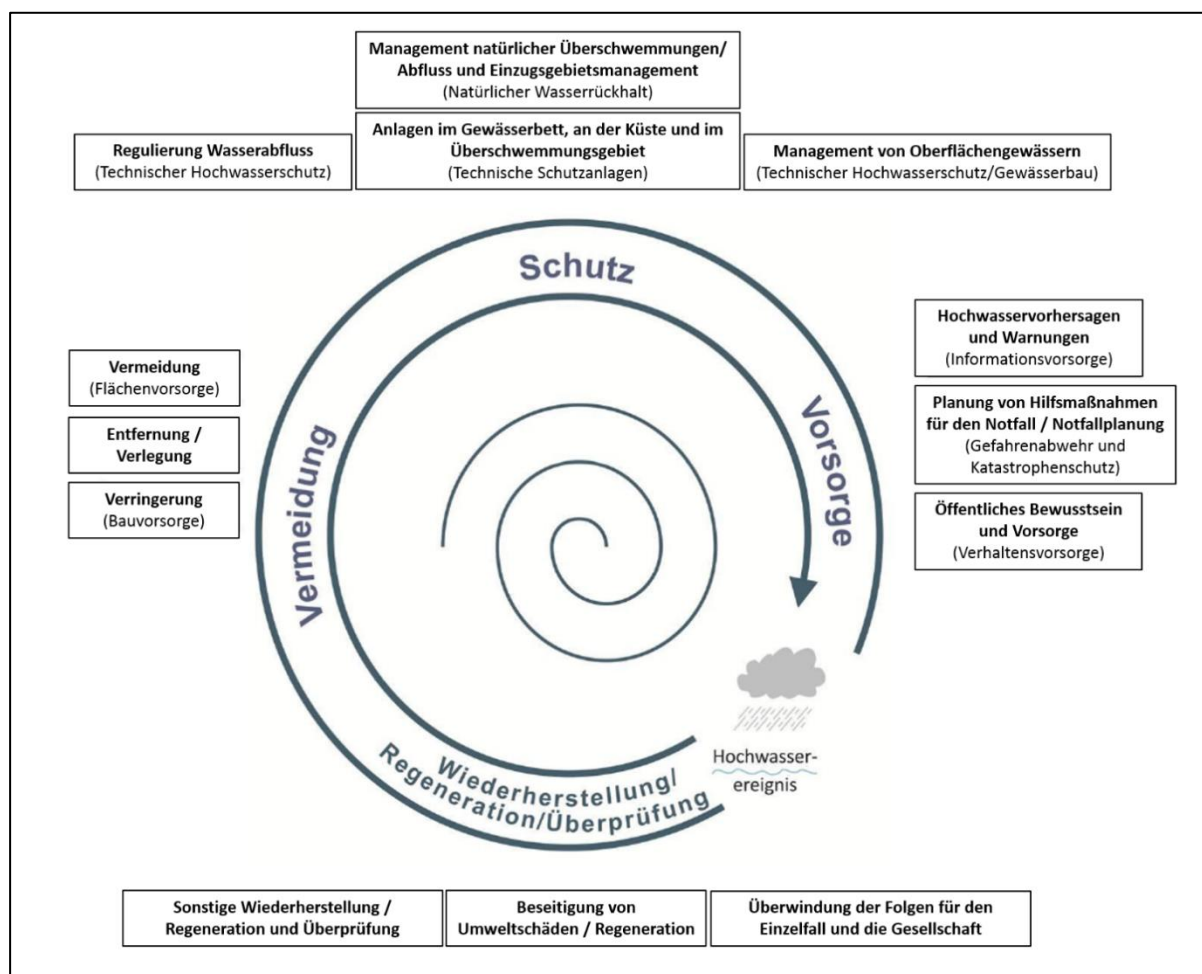 Management natürlicher Überschwemmungen/
Abfluss und Einzugsgebietsmanagement
(Natürlicher Wasserrückhalt)
Anlagen im Gewässerbett, an der Küste und im
Überschwemmungsgebiet
(Technische Schutzanlagen)
Regulierung Wasserabfluss
(Technischer Hochwasserschutz)
Management von Oberflächengewässern
(Technischer Hochwasserschutz/Gewässerbau)
Schutz
Vorsorge
Vermeidung
Hochwasservorhersagen
und Warnungen
(Informationsvorsorge)
Planung von Hilfsmaßnahmen
für den Notfall / Notfallplanung
(Gefahrenabwehr und
Katastrophenschutz)
Öffentliches Bewusstsein
und Vorsorge
(Verhaltensvorsorge)
Vermeidung
(Flächenvorsorge)
Entfernung /
Verlegung
Verringerung
(Bauvorsorge)
Hochwasser-
ereignis
Wiederherstellung/
Regeneration/Überprüfung
Sonstige Wiederherstellung /
Regeneration und Überprüfung
Beseitigung von
Umweltschäden / Regeneration
Überwindung der Folgen für den
Einzelfall und die Gesellschaft